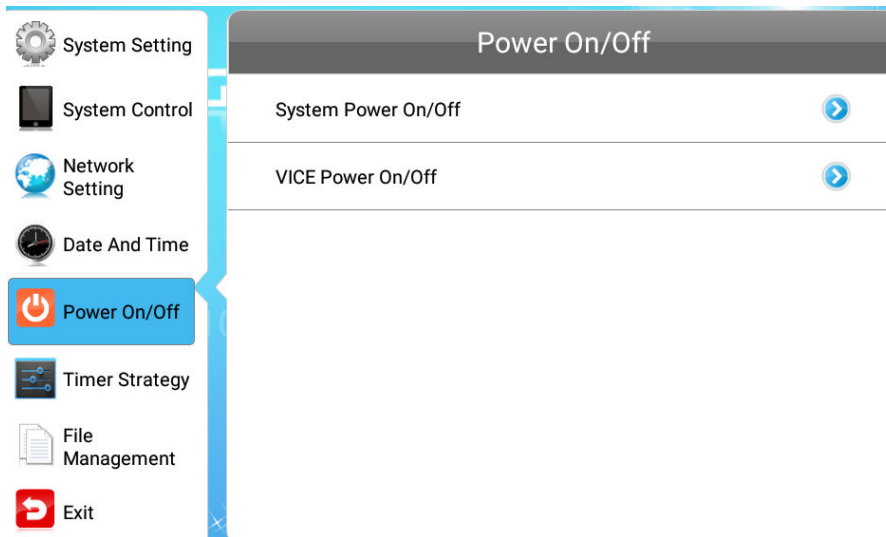 System Setting
System Control
Network
Setting
Date And Time
Power On/Off
Timer Strategy
File
Management
Exit
Power On/Off
System Power On/Off
VICE Power On/Off